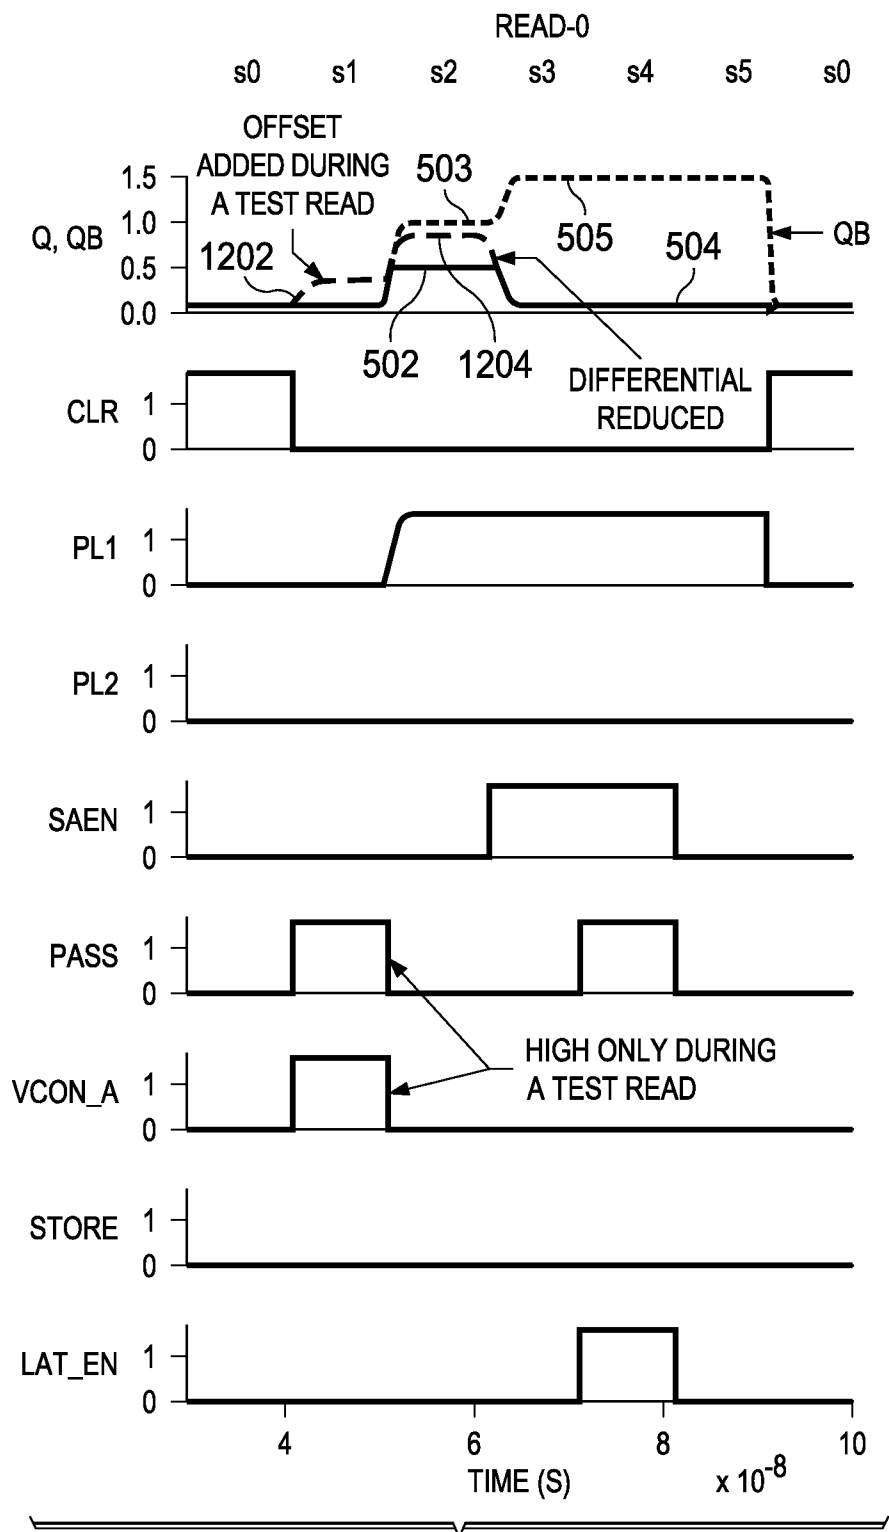 READ-0
s0 s1 s2 s3 s4 s5 s0
OFFSET
ADDED DURING
A TEST READ
503
1.5
1.0
Q, QB
0.5
0.0
1202
505
504
QB
502
1204
DIFFERENTIAL
REDUCED
CLR
1
0
PL1
1
0
PL2
1
0
SAEN
1
0
PASS
1
0
HIGH ONLY DURING
A TEST READ
VCON_A
1
0
STORE
1
0
LAT_EN
1
0
4 6 8 10
TIME (S)
x 10-8